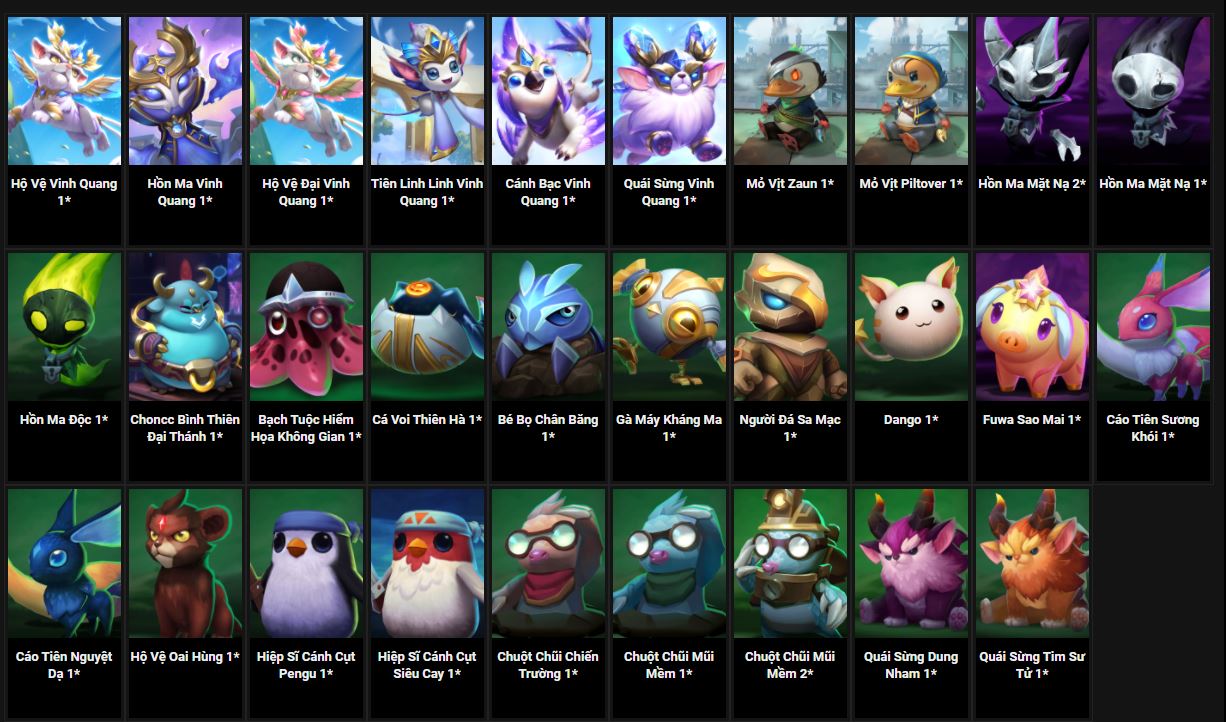 Hộ Vệ Vinh Quang
1*
Hồn Ma Vinh
Quang 1*
Hộ Vệ Đại Vinh
Quang 1*
Tiên Linh Linh Vinh
Quang 1*
Cánh Bạc Vinh
Quang 1*
Quái Sừng Vinh
Quang 1*
Mỏ Vịt Zaun 1*
Mỏ Vịt Piltover 1*
Hồn Ma Mặt Nạ 2*
Hồn Ma Mặt Nạ 1*
Hồn Ma Độc 1*
Choncc Bình Thiên
Đại Thánh 1*
Bạch Tuộc Hiểm
Họa Không Gian 1*
Cá Voi Thiên Hà 1*
Bé Bọ Chân Băng
1*
Gà Máy Kháng Ma
1*
Người Đá Sa Mạc
1*
Dango 1*
Fuwa Sao Mai 1*
Cáo Tiên Sương
Khói 1*
Cáo Tiên Nguyệt
Dạ 1*
Hộ Vệ Oai Hùng 1*
Hiệp Sĩ Cánh Cụt
Pengu 1*
Hiệp Sĩ Cánh Cụt
Siêu Cay 1*
Chuột Chũi Chiến
Trường 1*
Chuột Chũi Mũi
Mềm 1*
Chuột Chũi Mũi
Mềm 2*
Quái Sừng Dung
Nham 1*
Quái Sừng Tim Sư
Tử 1*